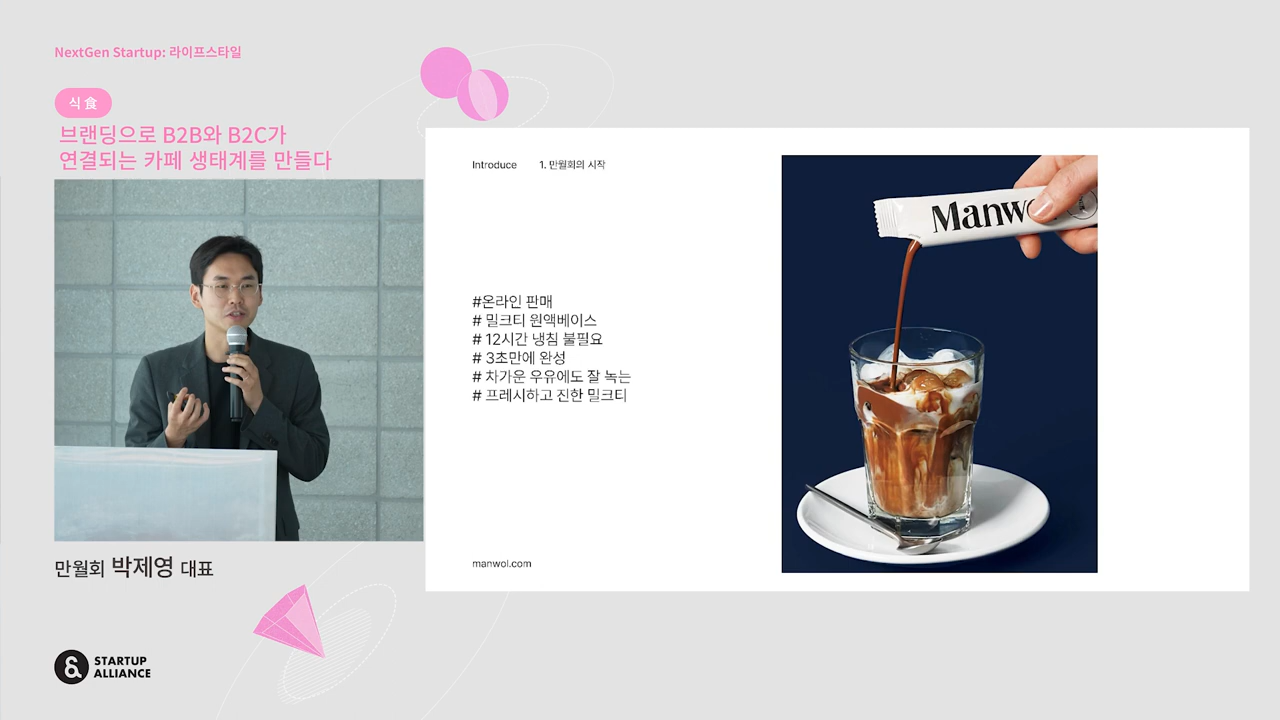 NextGen Startup: 라이프스타일
식 食
브랜딩으로 B2B와 B2C가
연결되는 카페 생태계를 만들다
Introduce 1. 만월회의 시작
Manwo
#온라인 판매
# 밀크티 원액베이스
# 12시간 냉침 불필요
# 3초만에 완성
# 차가운 우유에도 잘 녹는
# 프레시하고 진한 밀크티
manwol.com
만월회 박제영 대표
STARTUP
ALLIANCE